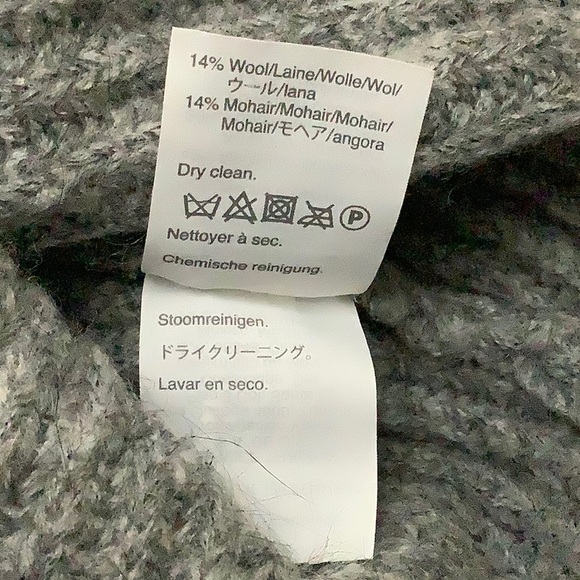 14% Wool/Laine/Wolle/Wol/
ウール/lana
14% Mohair/Mohair/Mohair/
Mohair/モヘア/angora
Dry clean.
P
Nettoyer à sec.
Chemische reinigung.
Stoomreinigen.
ドライクリーニング。
Lavar en seco.